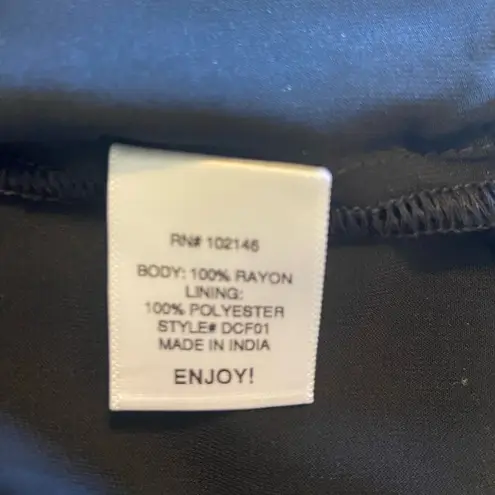 RN# 102146
BODY: 100% RAYON
LINING:
100% POLYESTER
STYLE# DCF01
MADE IN INDIA
ENJOY!